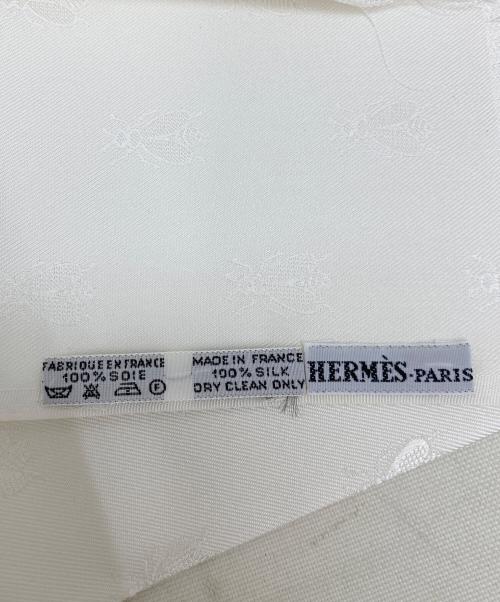 FABRIQUE EN FRANCE
100% SOIE
F
MADE IN FRANCE
100% SILK
DRY CLEAN ONLY
HERMÈS-PARIS